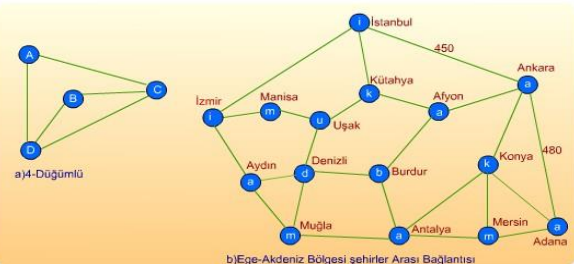 A
B
C
D
a)4-Düğümlü
i
İstanbul
450
Ankara
a
Kütahya
k
Afyon
a
İzmir
i
Manisa
m
u
Uşak
Aydın
a
Denizli
d
b
Burdur
k
Konya
480
Muğla
m
Antalya
a
Mersin
m
Adana
a
b)Ege-Akdeniz Bölgesi şehirler Arası Bağlantısı